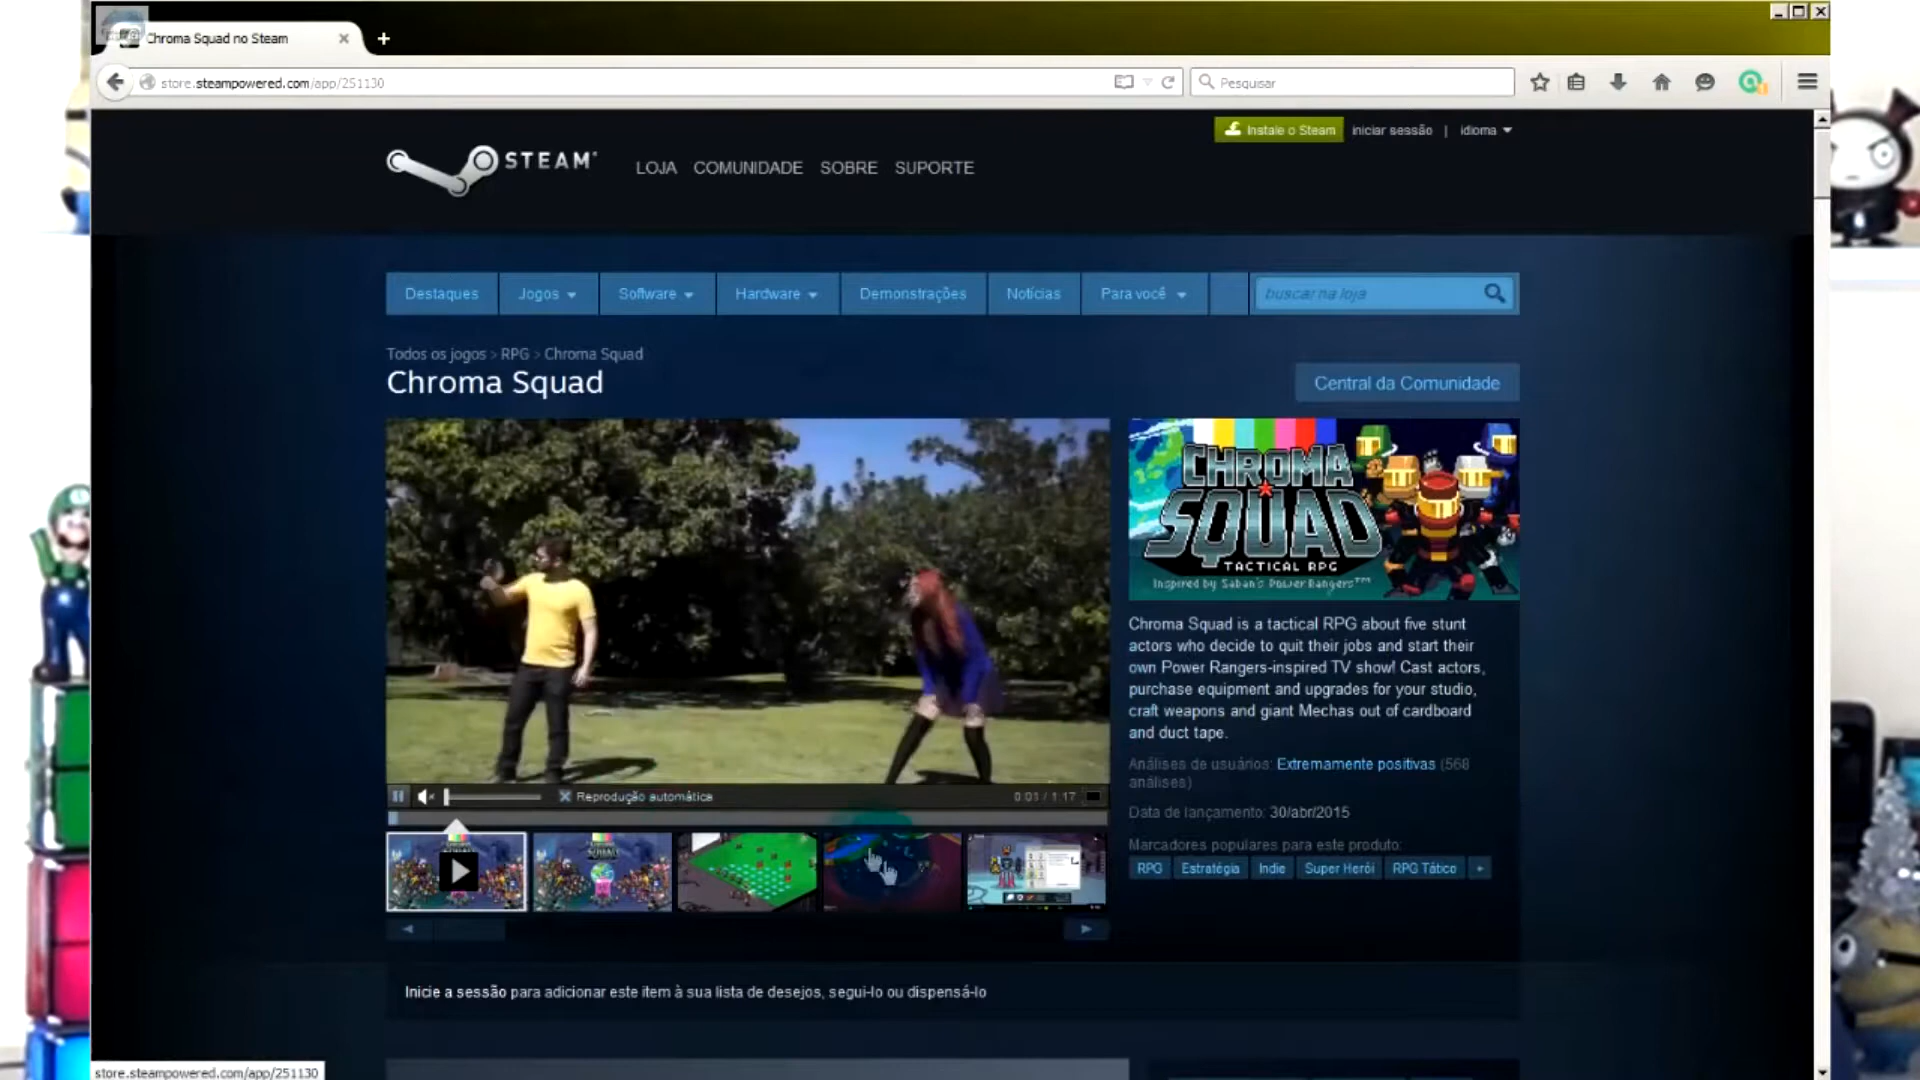 Chroma Squad no Steam
store.steampowered.com/app/251130
Pesquisar
Instale o Steam
iniciar sessão | idioma
STEAM
LOJA COMUNIDADE SOBRE SUPORTE
Destaques Jogos Software Hardware Demonstrações Notícias Para você
buscar na loja
Todos os jogos > RPG > Chroma Squad
Chroma Squad
Central da Comunidade
CHROMA
SQUAD
TACTICAL RPG
Inspired by Saban's Power Rangers™
Chroma Squad is a tactical RPG about five stunt
actors who decide to quit their jobs and start their
own Power Rangers-inspired TV show! Cast actors,
purchase equipment and upgrades for your studio,
craft weapons and giant Mechas out of cardboard
and duct tape.
Análises de usuários: Extremamente positivas (568
análises)
Data de lançamento: 30/abr/2015
Marcadores populares para este produto:
RPG Estratégia Indie Super Herói RPG Tático +
Reprodução automática
0:01 / 1:17
Inicie a sessão para adicionar este item à sua lista de desejos, segui-lo ou dispensá-lo
store.steampowered.com/app/251130